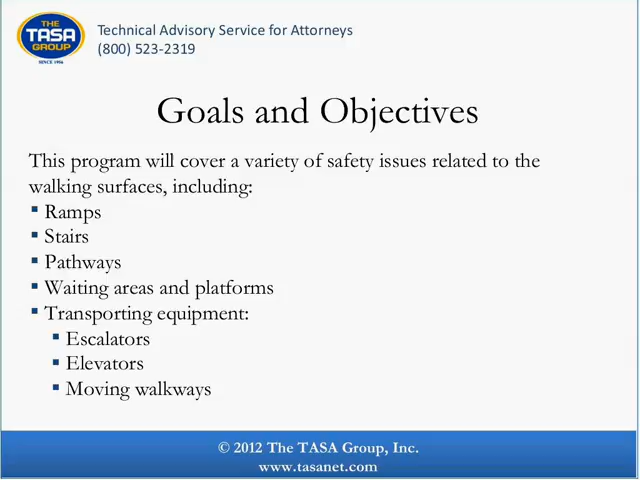 THE
TASA
GROUP
SINCE 1956
Technical Advisory Service for Attorneys
(800) 523-2319
Goals and Objectives
This program will cover a variety of safety issues related to the
walking surfaces, including:
▪ Ramps
▪ Stairs
▪ Pathways
▪ Waiting areas and platforms
▪ Transporting equipment:
▪ Escalators
▪ Elevators
▪ Moving walkways
© 2012 The TASA Group, Inc.
www.tasanet.com